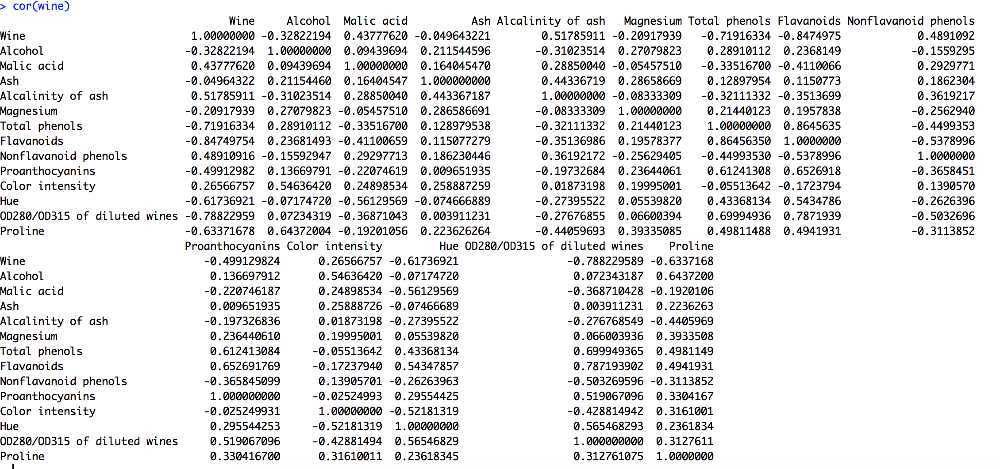 > cor(wine)
Wine Alcohol Malic acid Ash Alcalinity of ash Magnesium Total phenols Flavanoids Nonflavanoid phenols
Wine 1.00000000 -0.32822194 0.43777620 -0.049643221 0.51785911 -0.20917939 -0.71916334 -0.8474975 0.4891092
Alcohol -0.32822194 1.00000000 0.09439694 0.211544596 -0.31023514 0.27079823 0.28910112 0.2368149 -0.1559295
Malic acid 0.43777620 0.09439694 1.00000000 0.164045470 0.28850040 -0.05457510 -0.33516700 -0.4110066 0.2929771
Ash -0.04964322 0.21154460 0.16404547 1.000000000 0.44336719 0.28658669 0.12897954 0.1150773 0.1862304
Alcalinity of ash 0.51785911 -0.31023514 0.28850040 0.443367187 1.00000000 -0.08333309 -0.32111332 -0.3513699 0.3619217
Magnesium -0.20917939 0.27079823 -0.05457510 0.286586691 -0.08333309 1.00000000 0.21440123 0.1957838 -0.2562940
Total phenols -0.71916334 0.28910112 -0.33516700 0.128979538 -0.32111332 0.21440123 1.00000000 0.8645635 -0.4499353
Flavanoids -0.84749754 0.23681493 -0.41100659 0.115077279 -0.35136986 0.19578377 0.86456350 1.0000000 -0.5378996
Nonflavanoid phenols 0.48910916 -0.15592947 0.29297713 0.186230446 0.36192172 -0.25629405 -0.44993530 -0.5378996 1.0000000
Proanthocyanins -0.49912982 0.13669791 -0.22074619 0.009651935 -0.19732684 0.23644061 0.61241308 0.6526918 -0.3658451
Color intensity 0.26566757 0.54636420 0.24898534 0.258887259 0.01873198 0.19995001 -0.05513642 -0.1723794 0.1390570
Hue -0.61736921 -0.07174720 -0.56129569 -0.074666889 -0.27395522 0.05539820 0.43368134 0.5434786 -0.2626396
OD280/OD315 of diluted wines -0.78822959 0.07234319 -0.36871043 0.003911231 -0.27676855 0.06600394 0.69994936 0.7871939 -0.5032696
Proline -0.63371678 0.64372004 -0.19201056 0.223626264 -0.44059693 0.39335085 0.49811488 0.4941931 -0.3113852
Proanthocyanins Color intensity Hue OD280/OD315 of diluted wines Proline
Wine -0.499129824 0.26566757 -0.61736921 -0.788229589 -0.6337168
Alcohol 0.136697912 0.54636420 -0.07174720 0.072343187 0.6437200
Malic acid -0.220746187 0.24898534 -0.56129569 -0.368710428 -0.1920106
Ash 0.009651935 0.25888726 -0.07466689 0.003911231 0.2236263
Alcalinity of ash -0.197326836 0.01873198 -0.27395522 -0.276768549 -0.4405969
Magnesium 0.236440610 0.19995001 0.05539820 0.066003936 0.3933508
Total phenols 0.612413084 -0.05513642 0.43368134 0.699949365 0.4981149
Flavanoids 0.652691769 -0.17237940 0.54347857 0.787193902 0.4941931
Nonflavanoid phenols -0.365845099 0.13905701 -0.26263963 -0.503269596 -0.3113852
Proanthocyanins 1.000000000 -0.02524993 0.29554425 0.519067096 0.3304167
Color intensity -0.025249931 1.00000000 -0.52181319 -0.428814942 0.3161001
Hue 0.295544253 -0.52181319 1.00000000 0.565468293 0.2361834
OD280/OD315 of diluted wines 0.519067096 -0.42881494 0.56546829 1.000000000 0.3127611
Proline 0.330416700 0.31610011 0.23618345 0.312761075 1.0000000